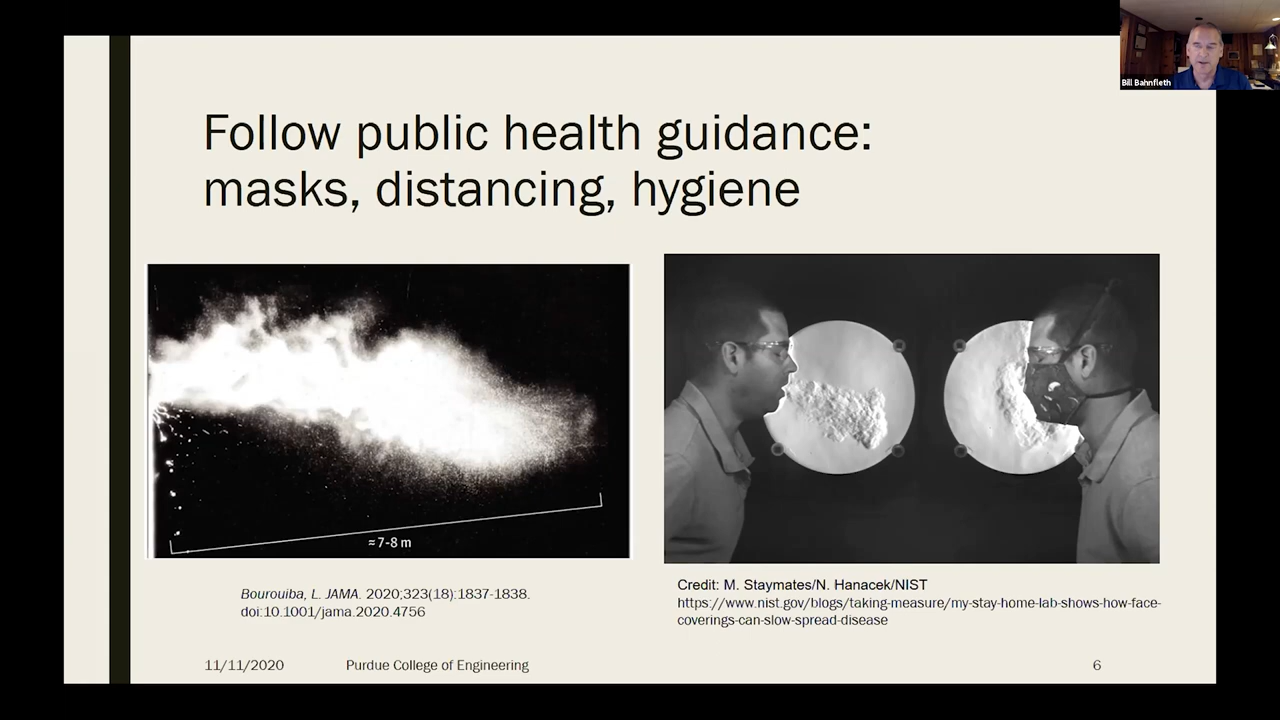 Bill Bahnfleth
Follow public health guidance:
masks, distancing, hygiene
≈7-8 m
Bourouiba, L. JAMA. 2020;323(18):1837-1838.
doi:10.1001/jama.2020.4756
Credit: M. Staymates/N. Hanacek/NIST
https://www.nist.gov/blogs/taking-measure/my-stay-home-lab-shows-how-face-
coverings-can-slow-spread-disease
11/11/2020 Purdue College of Engineering 6